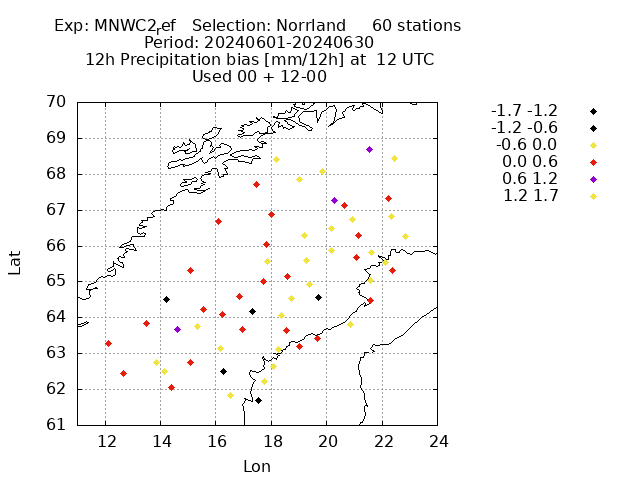 Exp: MNWC2ref   Selection: Norrland     60 stations
Period: 20240601-20240630
12h Precipitation bias [mm/12h] at  12 UTC
Used 00 + 12-00
70
69
68
67
66
65
64
63
62
61
12 14 16 18 20 22 24
Lat
Lon
-1.7 -1.2
-1.2 -0.6
-0.6 0.0
0.0 0.6
0.6 1.2
1.2 1.7